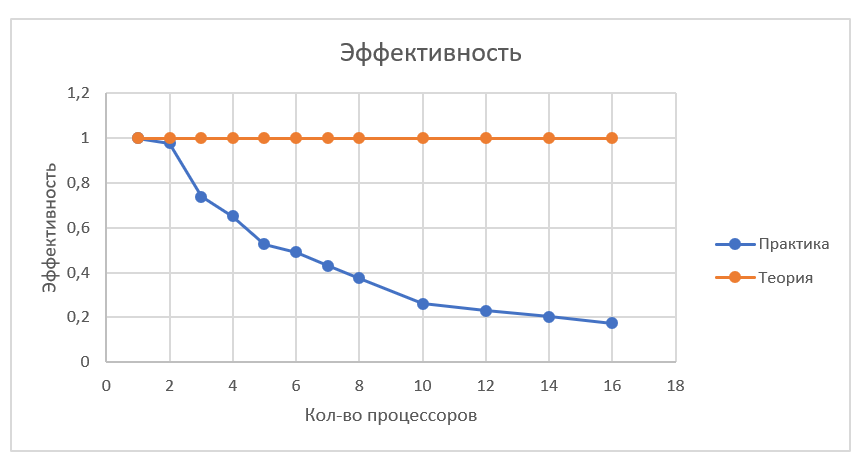 Эффективность
1,2
1
0,8
0,6
0,4
0,2
0
Эффективность
0 2 4 6 8 10 12 14 16 18
Кол-во процессоров
Практика
Теория